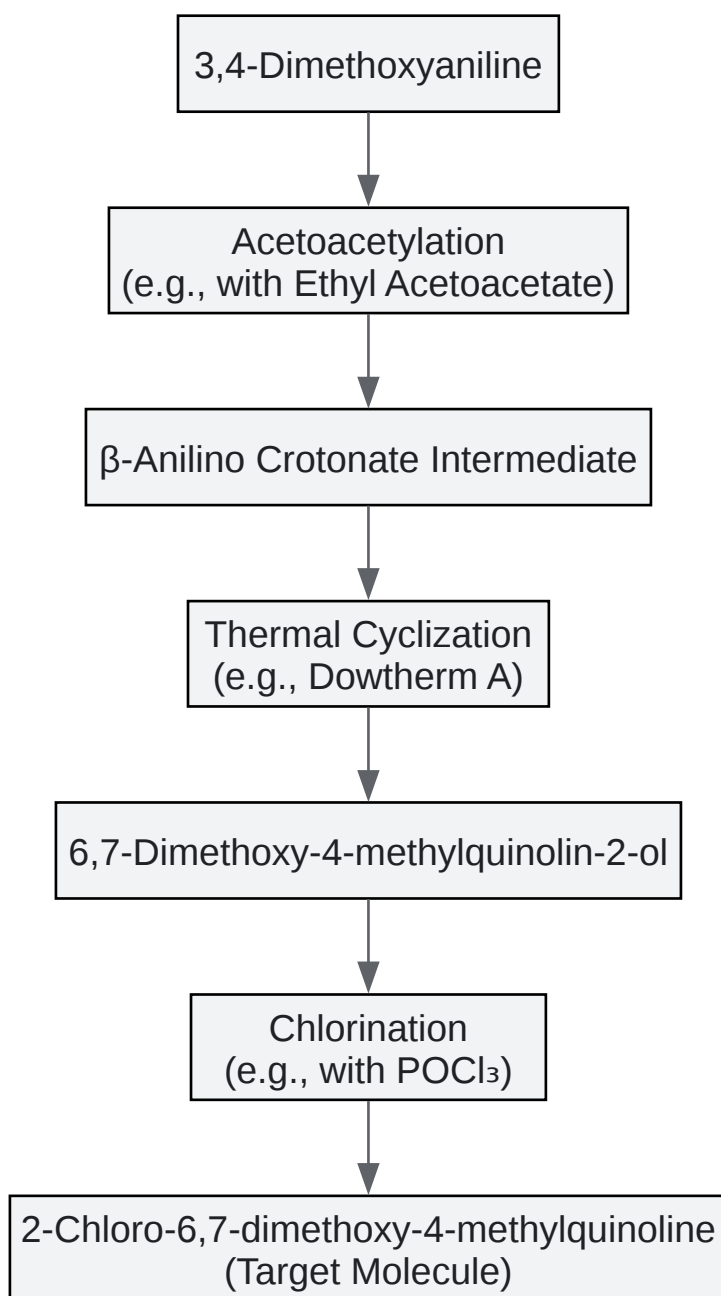 3,4-Dimethoxyaniline
Acetoacetylation
(e.g., with Ethyl Acetoacetate)
β-Anilino Crotonate Intermediate
Thermal Cyclization
(e.g., Dowtherm A)
6,7-Dimethoxy-4-methylquinolin-2-ol
Chlorination
(e.g., with POCl₃)
2-Chloro-6,7-dimethoxy-4-methylquinoline
(Target Molecule)